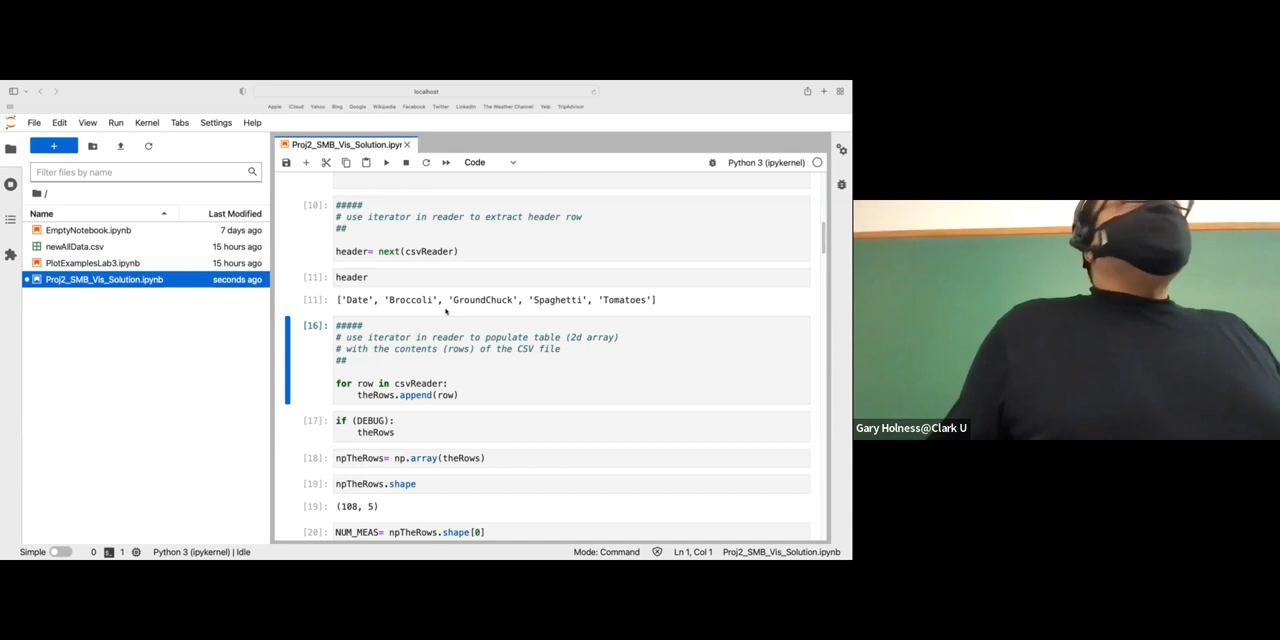 localhost
Apple iCloud Yahoo Bing Google Wikipedia Facebook Twitter LinkedIn The Weather Channel Yelp TripAdvisor
File Edit View Run Kernel Tabs Settings Help
Filter files by name
/
Name Last Modified
EmptyNotebook.ipynb 7 days ago
newAllData.csv 15 hours ago
PlotExamplesLab3.ipynb 15 hours ago
Proj2_SMB_Vis_Solution.ipynb seconds ago
Proj2_SMB_Vis_Solution.ipyr
Code
Python 3 (ipykernel)
[10]: #####
# use iterator in reader to extract header row
##
header= next(csvReader)
[11]: header
[11]: ['Date', 'Broccoli', 'GroundChuck', 'Spaghetti', 'Tomatoes']
[16]: #####
# use iterator in reader to populate table (2d array)
# with the contents (rows) of the CSV file
##
for row in csvReader:
theRows.append(row)
[17]: if (DEBUG):
theRows
[18]: npTheRows= np.array(theRows)
[19]: npTheRows.shape
[19]: (108, 5)
[20]: NUM_MEAS= npTheRows.shape[0]
Simple 0 1 Python 3 (ipykernel) | Idle Mode: Command Ln 1, Col 1 Proj2_SMB_Vis_Solution.ipynb
Gary Holness@Clark U